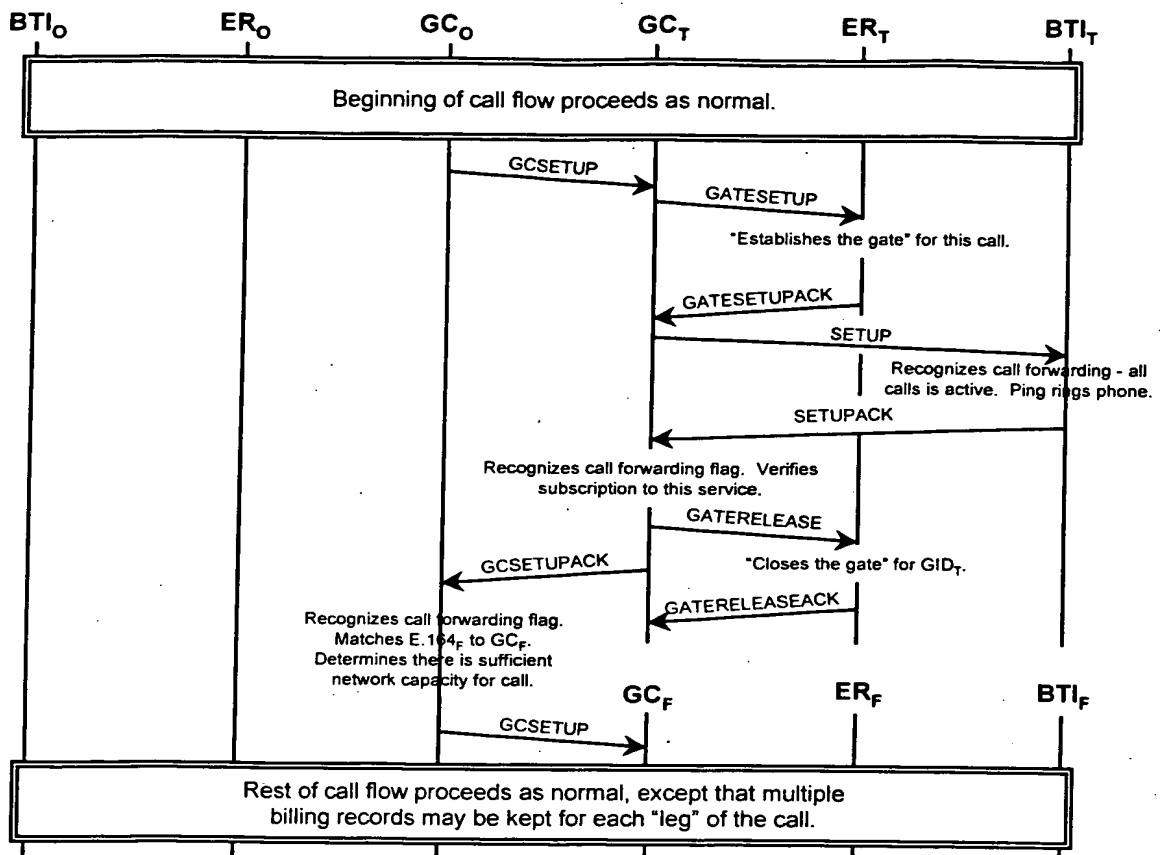 BTIO ERO GCO GCT ERT BTIT
Beginning of call flow proceeds as normal.
GCSETUP
GATESETUP
"Establishes the gate" for this call.
GATESETUPACK
SETUP
Recognizes call forwarding - all
calls is active. Ping rings phone.
SETUPACK
Recognizes call forwarding flag. Verifies
subscription to this service.
GATERELEASE
GCSETUPACK
"Closes the gate" for GIDT.
GATERELEASEACK
Recognizes call forwarding flag.
Matches E.164F to GCF.
Determines there is sufficient
network capacity for call.
GCF ERF BTIF
GCSETUP
Rest of call flow proceeds as normal, except that multiple
billing records may be kept for each "leg" of the call.